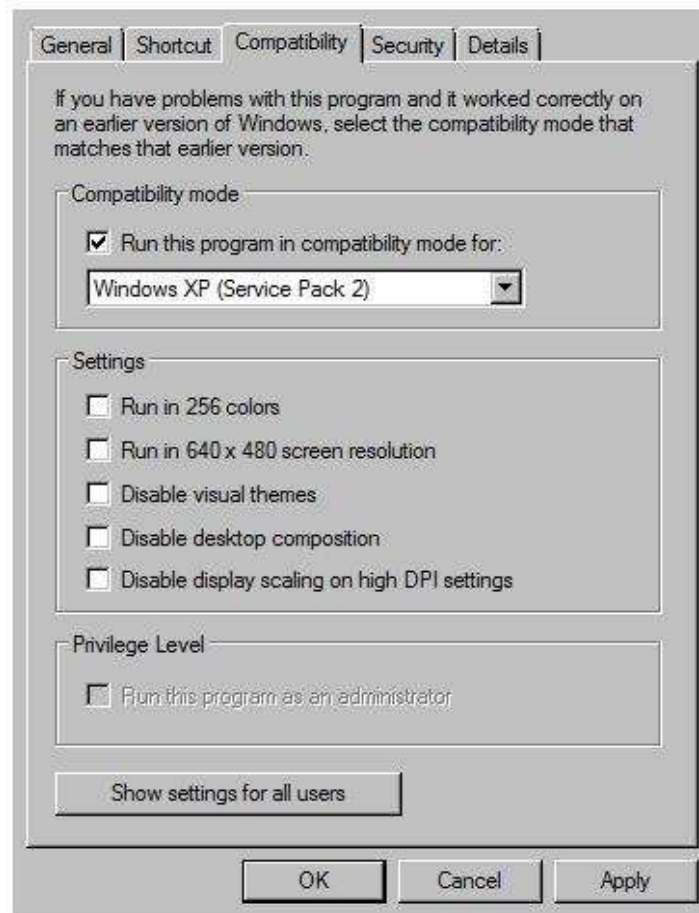 General Shortcut Compatibility Security Details
If you have problems with this program and it worked correctly on
an earlier version of Windows, select the compatibility mode that
matches that earlier version.
Compatibility mode
Run this program in compatibility mode for:
Windows XP (Service Pack 2)
Settings
Run in 256 colors
Run in 640 x 480 screen resolution
Disable visual themes
Disable desktop composition
Disable display scaling on high DPI settings
Privilege Level
Run this program as an administrator
Show settings for all users
OK Cancel Apply